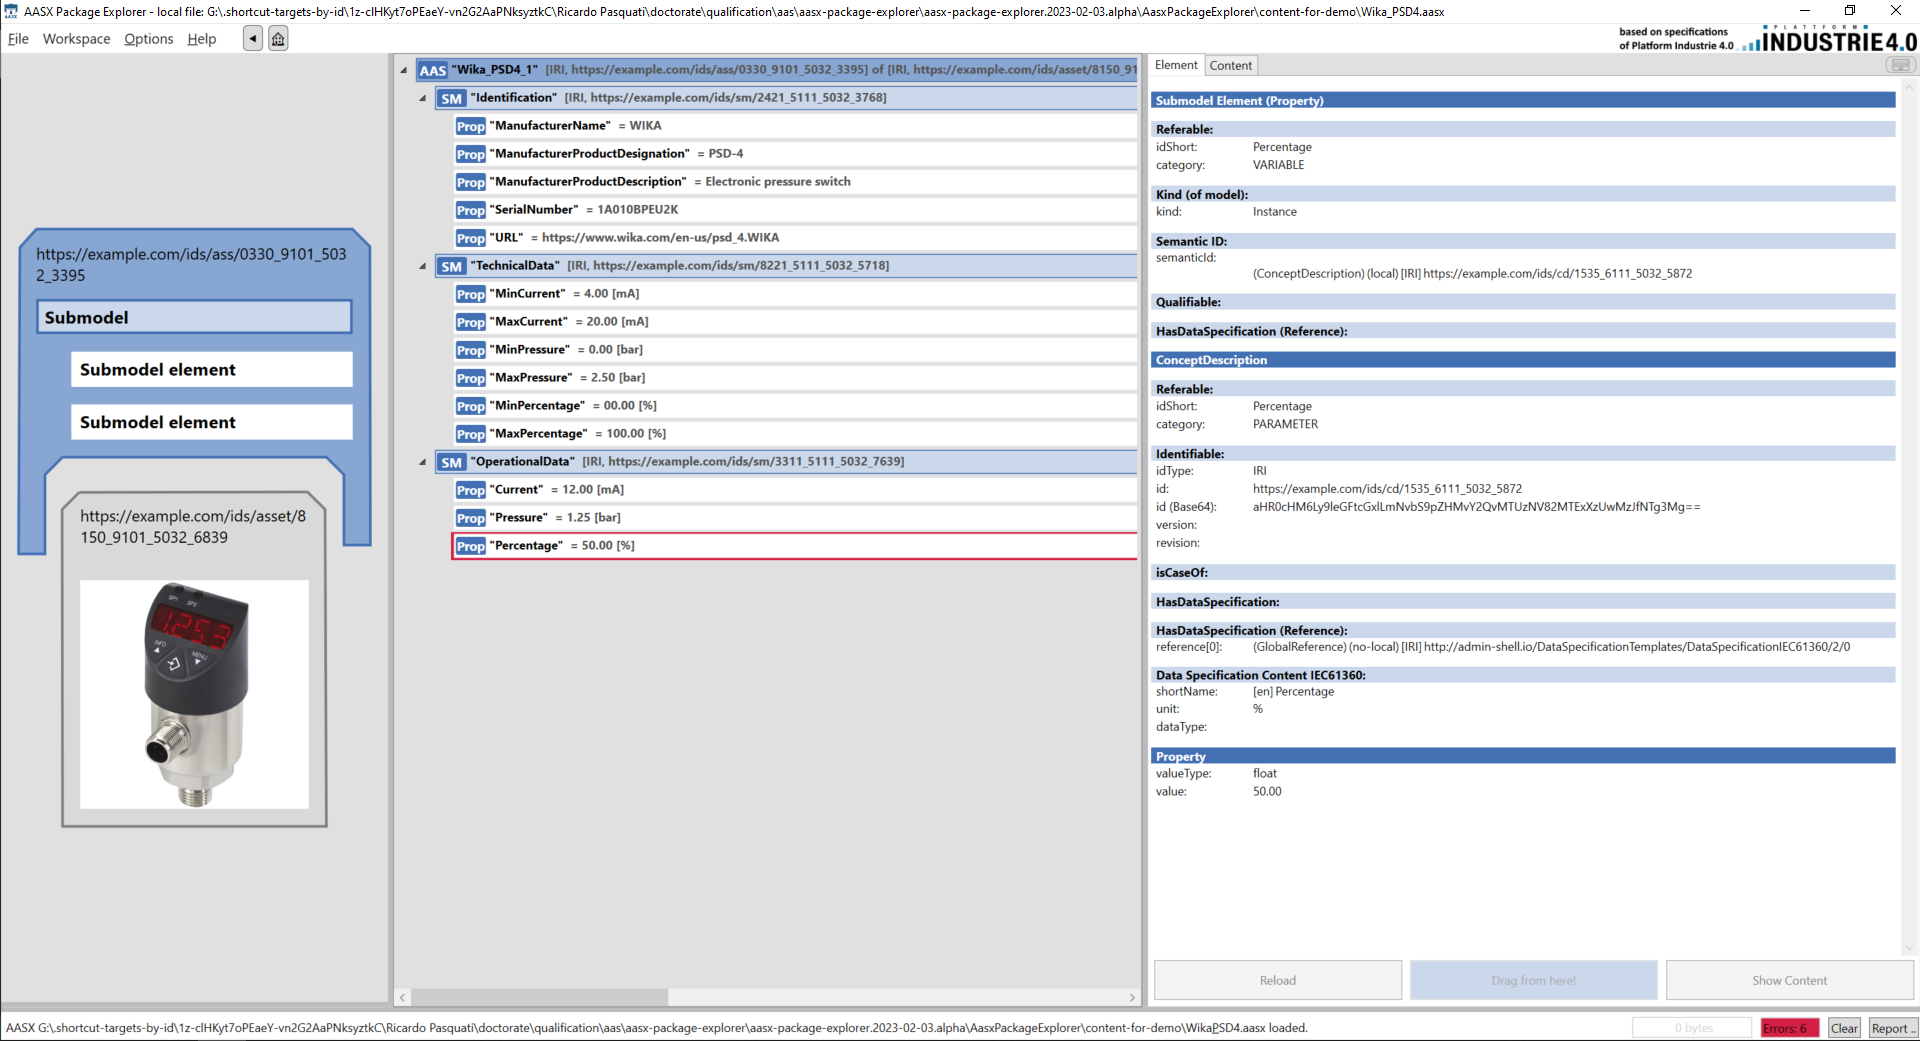 AASX Package Explorer - local file: G:\.shortcut-targets-by-id\1z-clHKyt7oPEaeY-vn2G2AaPNksyztkC\Ricardo Pasquati\doctorate\qualification\aas\aasx-package-explorer\aasx-package-explorer.2023-02-03.alpha\AasxPackageExplorer\content-for-demo\Wika_PSD4.aasx
File Workspace Options Help
based on specifications
of Platform Industrie 4.0
PLATTFORM
INDUSTRIE4.0
https://example.com/ids/ass/0330_9101_503
2_3395
Submodel
Submodel element
Submodel element
https://example.com/ids/asset/8
150_9101_5032_6839
SP1 SP2
1.253
INFO MENU
AAS "Wika_PSD4_1" [IRI, https://example.com/ids/ass/0330_9101_5032_3395] of [IRI, https://example.com/ids/asset/8150_91
SM "Identification" [IRI, https://example.com/ids/sm/2421_5111_5032_3768]
Prop "ManufacturerName" = WIKA
Prop "ManufacturerProductDesignation" = PSD-4
Prop "ManufacturerProductDescription" = Electronic pressure switch
Prop "SerialNumber" = 1A010BPEU2K
Prop "URL" = https://www.wika.com/en-us/psd_4.WIKA
SM "TechnicalData" [IRI, https://example.com/ids/sm/8221_5111_5032_5718]
Prop "MinCurrent" = 4.00 [mA]
Prop "MaxCurrent" = 20.00 [mA]
Prop "MinPressure" = 0.00 [bar]
Prop "MaxPressure" = 2.50 [bar]
Prop "MinPercentage" = 00.00 [%]
Prop "MaxPercentage" = 100.00 [%]
SM "OperationalData" [IRI, https://example.com/ids/sm/3311_5111_5032_7639]
Prop "Current" = 12.00 [mA]
Prop "Pressure" = 1.25 [bar]
Prop "Percentage" = 50.00 [%]
Element Content
Submodel Element (Property)
Referable:
idShort: Percentage
category: VARIABLE
Kind (of model):
kind: Instance
Semantic ID:
semanticId:
(ConceptDescription) (local) [IRI] https://example.com/ids/cd/1535_6111_5032_5872
Qualifiable:
HasDataSpecification (Reference):
ConceptDescription
Referable:
idShort: Percentage
category: PARAMETER
Identifiable:
idType: IRI
id: https://example.com/ids/cd/1535_6111_5032_5872
id (Base64): aHR0cHM6Ly9leGFtcGxlLmNvbS9pZHMvY2QvMTUzNV82MTExXzUwMzJfNTg3Mg==
version:
revision:
isCaseOf:
HasDataSpecification:
HasDataSpecification (Reference):
reference[0]: (GlobalReference) (no-local) [IRI] http://admin-shell.io/DataSpecificationTemplates/DataSpecificationIEC61360/2/0
Data Specification Content IEC61360:
shortName: [en] Percentage
unit: %
dataType:
Property
valueType: float
value: 50.00
Reload Drag from here! Show Content
AASX G:\.shortcut-targets-by-id\1z-clHKyt7oPEaeY-vn2G2AaPNksyztkC\Ricardo Pasquati\doctorate\qualification\aas\aasx-package-explorer\aasx-package-explorer.2023-02-03.alpha\AasxPackageExplorer\content-for-demo\WikaPSD4.aasx loaded.
0 bytes Errors: 6 Clear Report ..